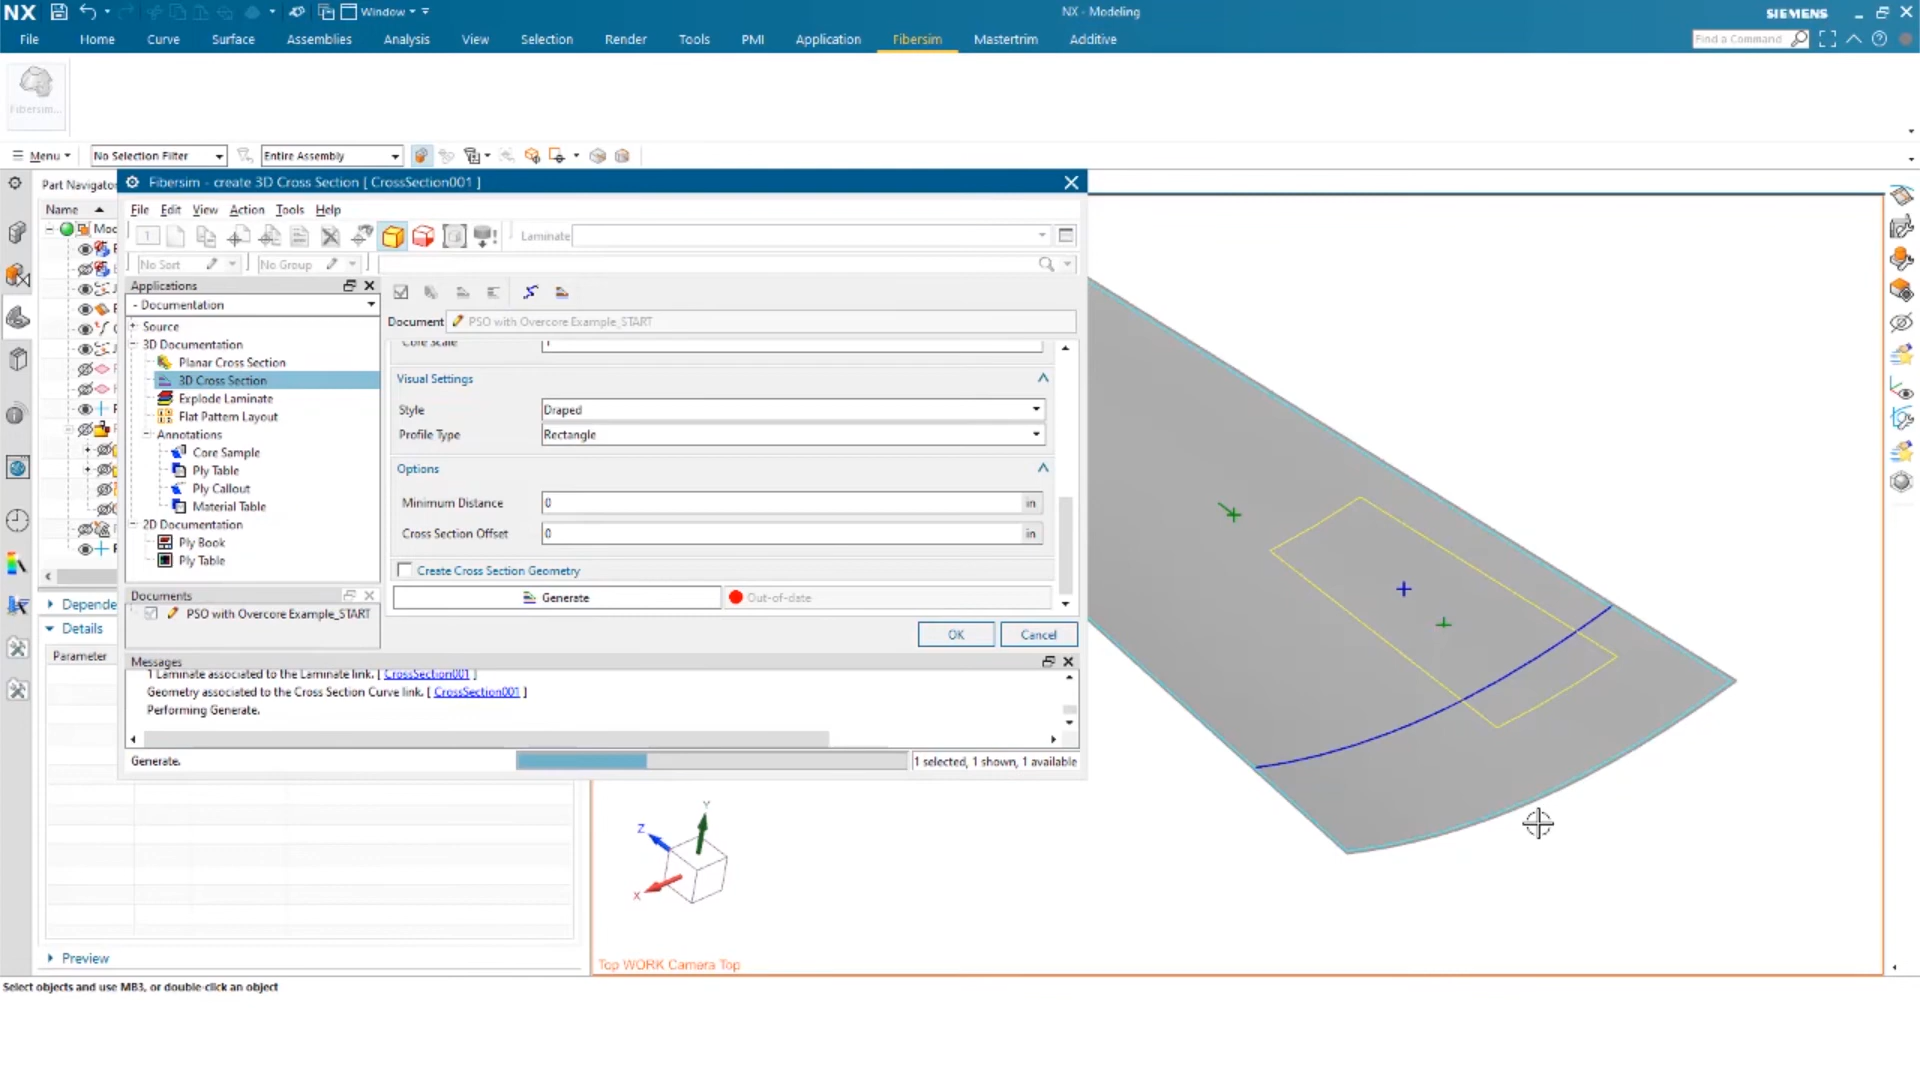 NX
Window
NX - Modeling
SIEMENS
File
Home
Curve
Surface
Assemblies
Analysis
View
Selection
Render
Tools
PMI
Application
Fibersim
Mastertrim
Additive
Find a Command
Fibersim...
Menu
No Selection Filter
Entire Assembly
Part Navigato
Name
Moc
Fibersim - create 3D Cross Section [ CrossSection001 ]
File
Edit
View
Action
Tools
Help
Laminate
No Sort
No Group
Applications
- Documentation
Source
3D Documentation
Planar Cross Section
3D Cross Section
Explode Laminate
Flat Pattern Layout
Annotations
Core Sample
Ply Table
Ply Callout
Material Table
2D Documentation
Ply Book
Ply Table
Document
PSO with Overcore Example_START
Core Scale
1
Visual Settings
Style
Draped
Profile Type
Rectangle
Options
Minimum Distance
0
in
Cross Section Offset
0
in
Create Cross Section Geometry
Generate
Out-of-date
Documents
PSO with Overcore Example_START
OK
Cancel
Messages
1 Laminate associated to the Laminate link. [ CrossSection001 ]
Geometry associated to the Cross Section Curve link. [ CrossSection001 ]
Performing Generate.
Generate.
1 selected, 1 shown, 1 available
Depende
Details
Parameter
Preview
Y
Z
X
Top WORK Camera Top
Select objects and use MB3, or double-click an object